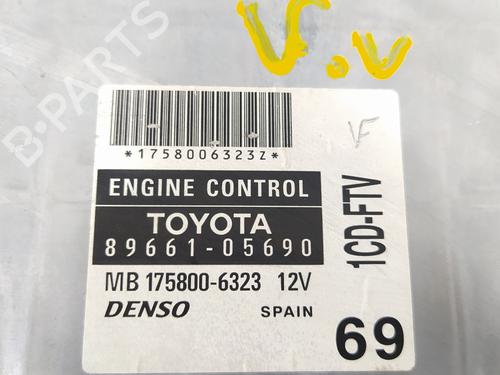 V.V
*1758006323Z*
VF
ENGINE CONTROL
TOYOTA
89661-05690
MB 175800-6323 12V
DENSO SPAIN
1CD-FTV
69
B-PARTS